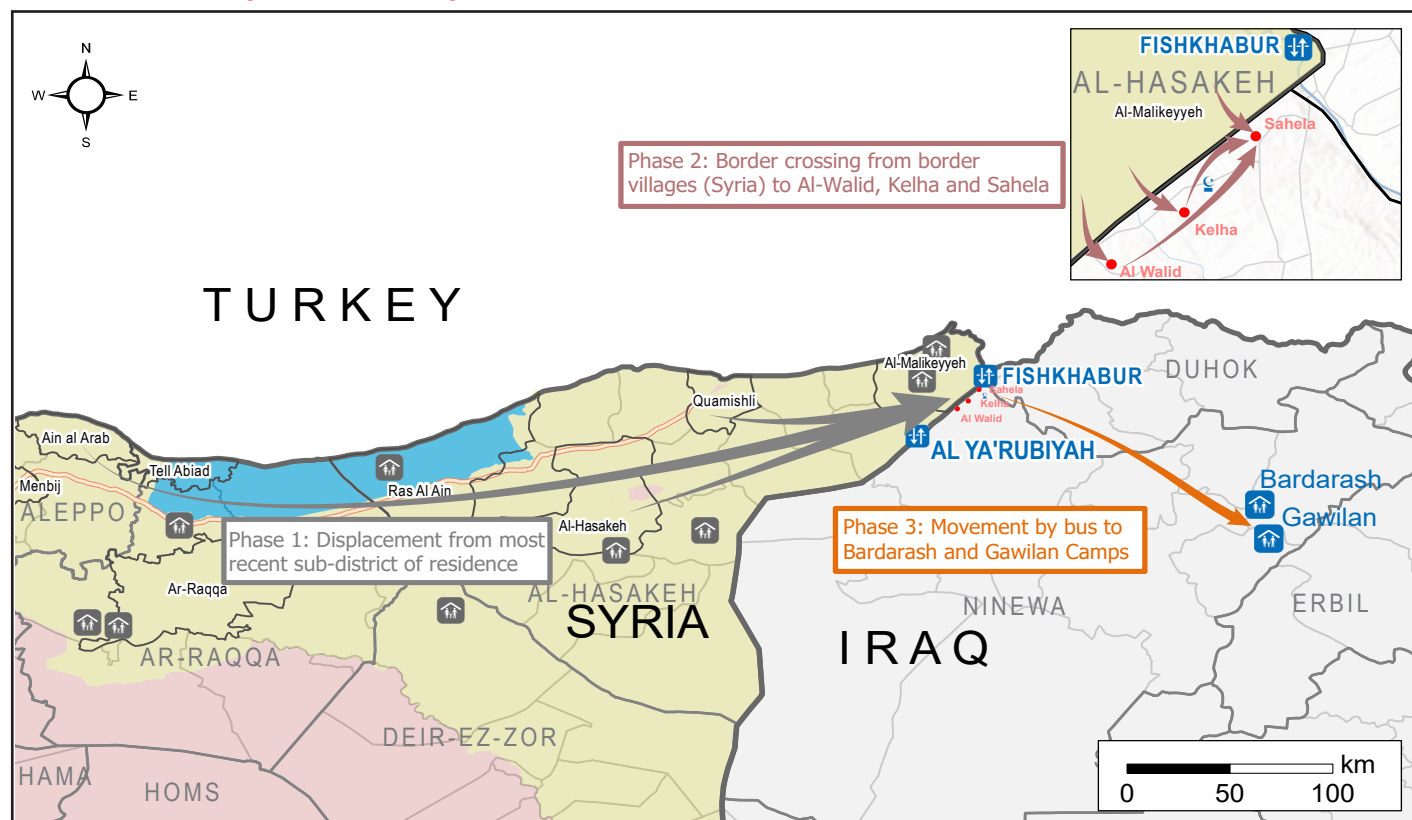 N
W
E
S
FISHKHABUR
AL-HASAKEH
Al-Malikeyyeh
Sahela
Kelha
Al Walid
Phase 2: Border crossing from border
villages (Syria) to Al-Walid, Kelha and Sahela
TURKEY
Al-Malikeyyeh
FISHKHABUR
DUHOK
Sahela
Kelha
Al Walid
Quamishli
AL YA'RUBIYAH
Ain al Arab
Tell Abiad
Menbij
Ras Al Ain
ALEPPO
Bardarash
Gawilan
Al-Hasakeh
Phase 1: Displacement from most
recent sub-district of residence
Phase 3: Movement by bus to
Bardarash and Gawilan Camps
Ar-Raqqa
AL-HASAKEH
SYRIA
NINEWA
ERBIL
IRAQ
AR-RAQQA
DEIR-EZ-ZOR
HAMA
HOMS
km
0 50 100